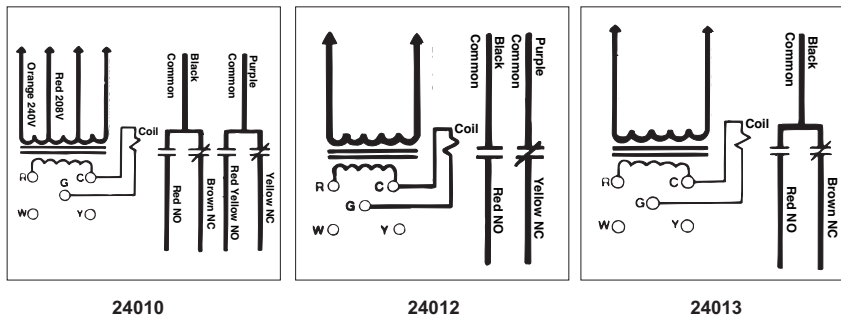 Orange 240V
Red 208V
Common
Black
Common
Purple
Coil
R
G
C
W
Y
Red NO
Brown NC
Red Yellow NO
Yellow NC
24010
Common
Black
Common
Purple
Coil
R
C
G
W
Y
Red NO
Yellow NC
24012
Common
Black
Coil
R
C
G
W
Y
Red NO
Brown NC
24013